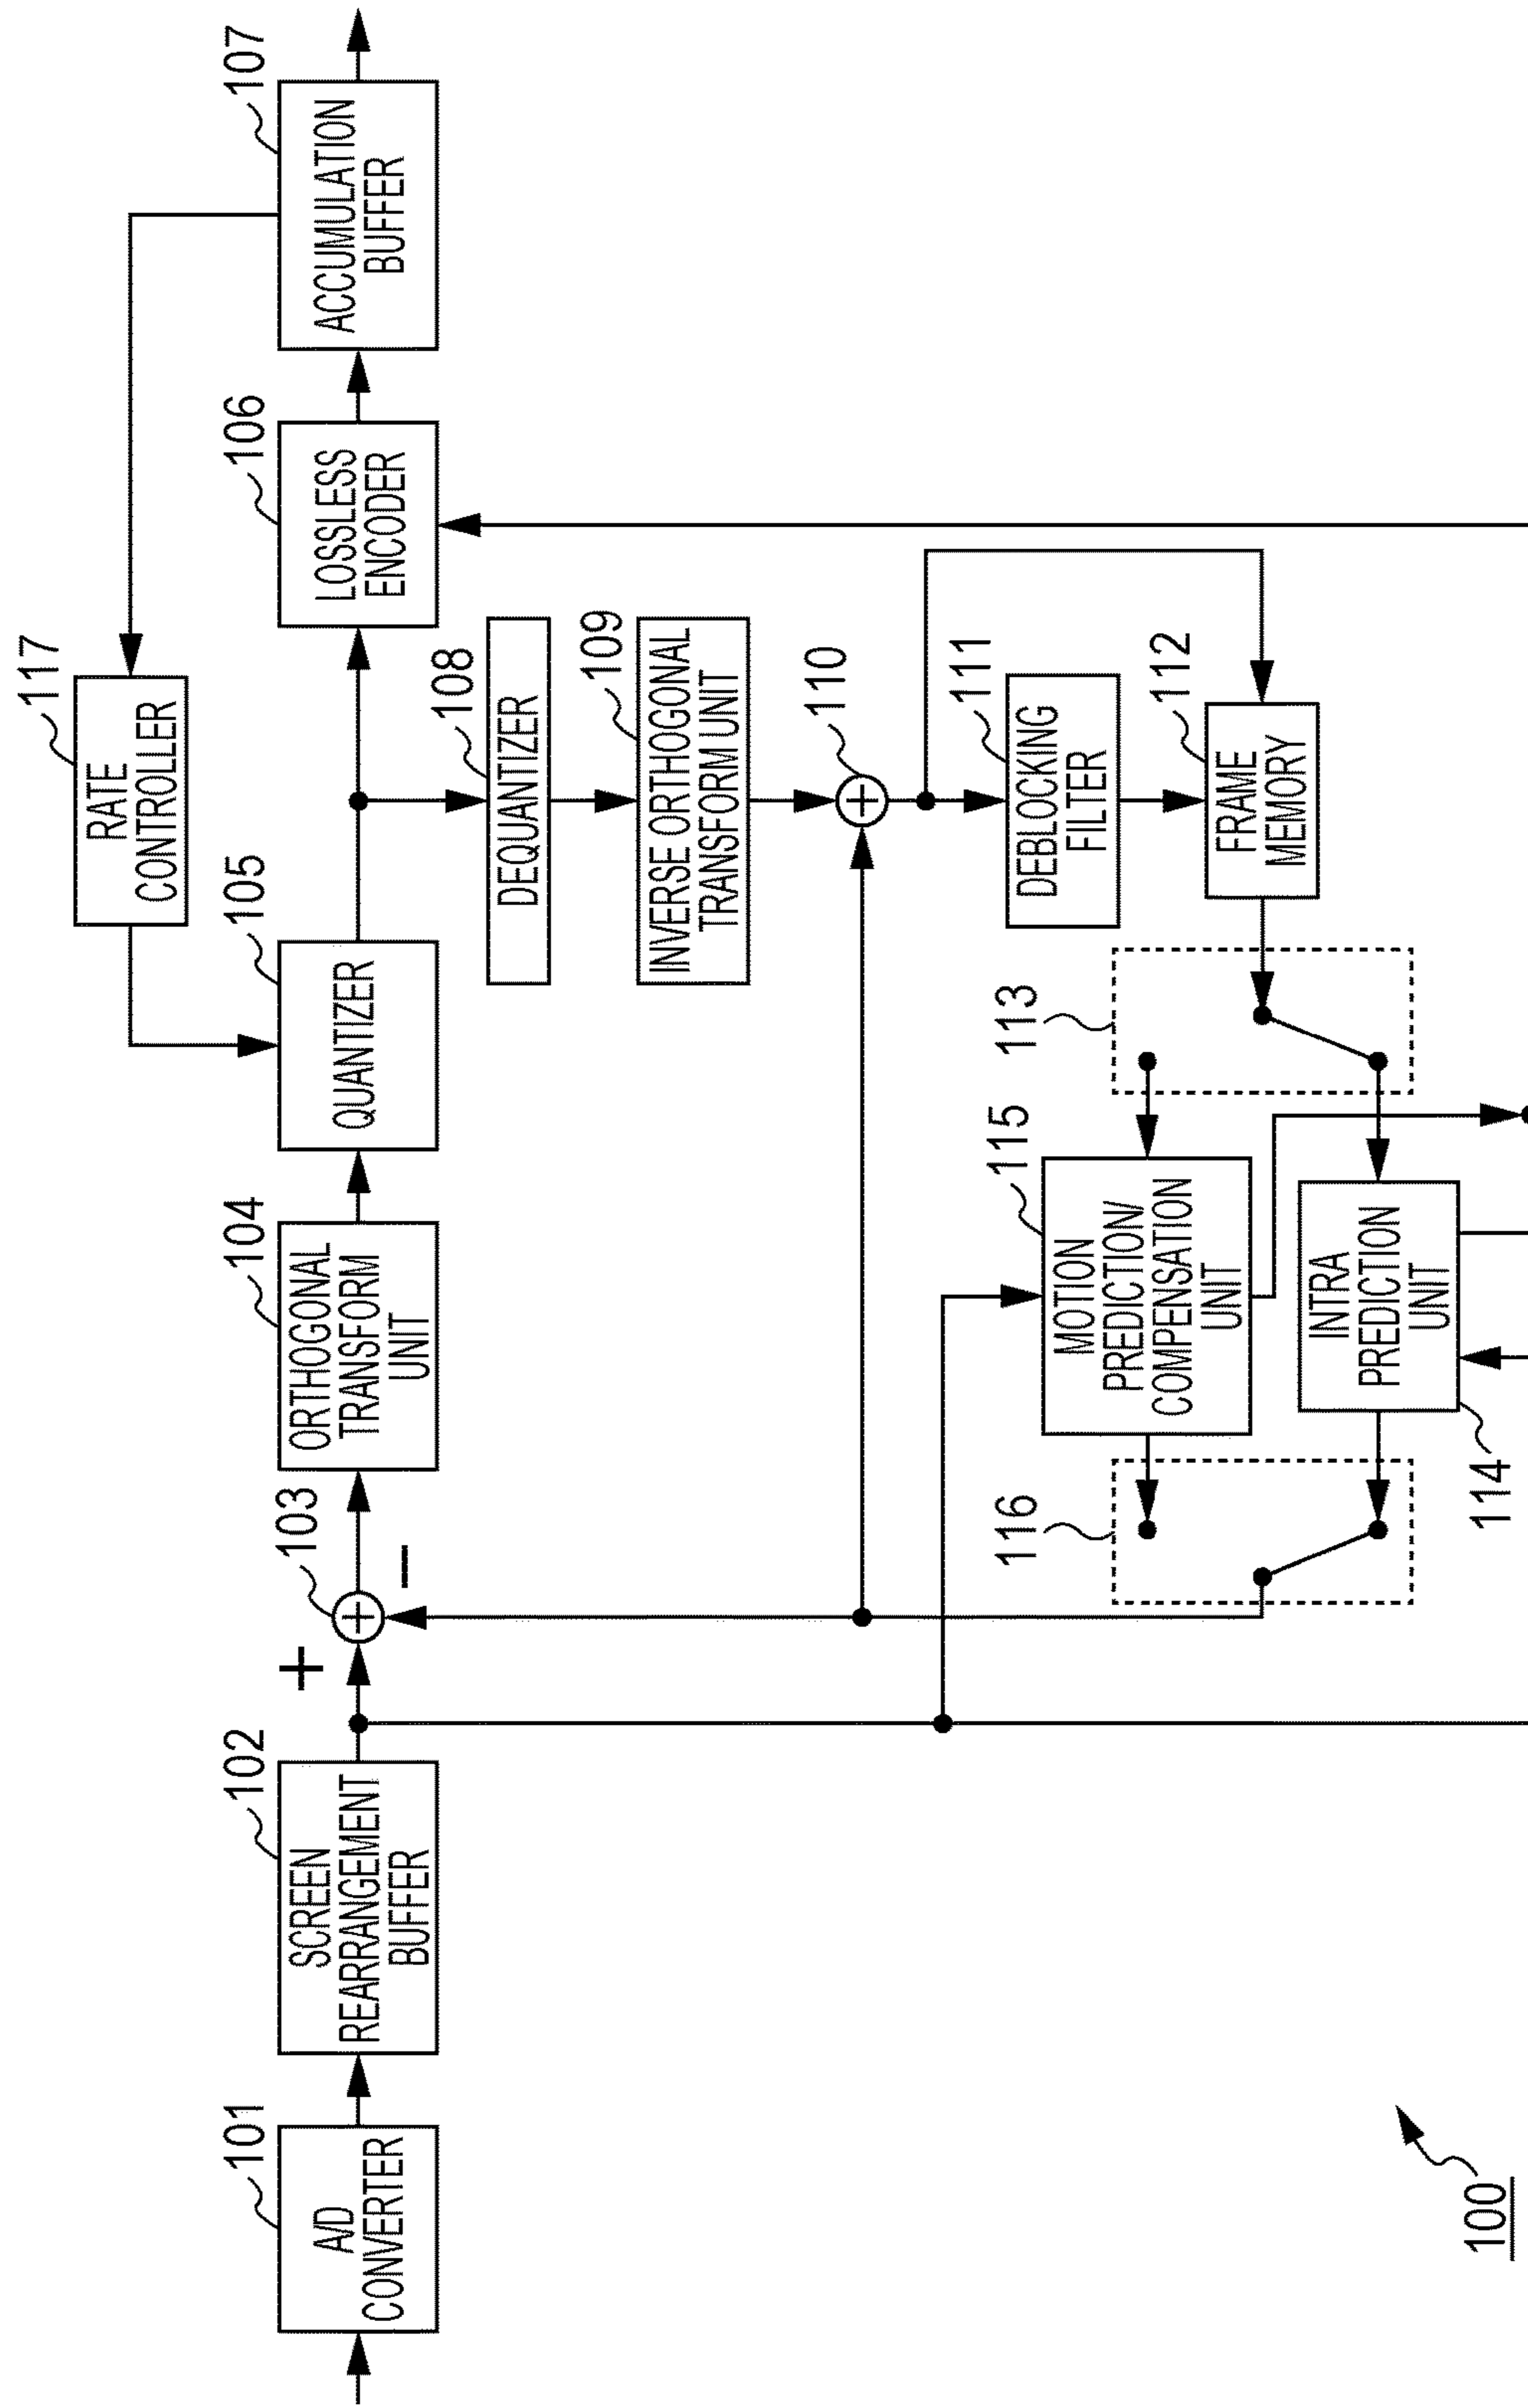 117
RATE
CONTROLLER
101
A/D
CONVERTER
102
SCREEN
REARRANGEMENT
BUFFER
+
103
−
104
ORTHOGONAL
TRANSFORM
UNIT
105
QUANTIZER
106
LOSSLESS
ENCODER
107
ACCUMULATION
BUFFER
108
DEQUANTIZER
109
INVERSE ORTHOGONAL
TRANSFORM UNIT
110
111
DEBLOCKING
FILTER
112
FRAME
MEMORY
116
115
MOTION
PREDICTION/
COMPENSATION
UNIT
113
INTRA
PREDICTION
UNIT
114
100